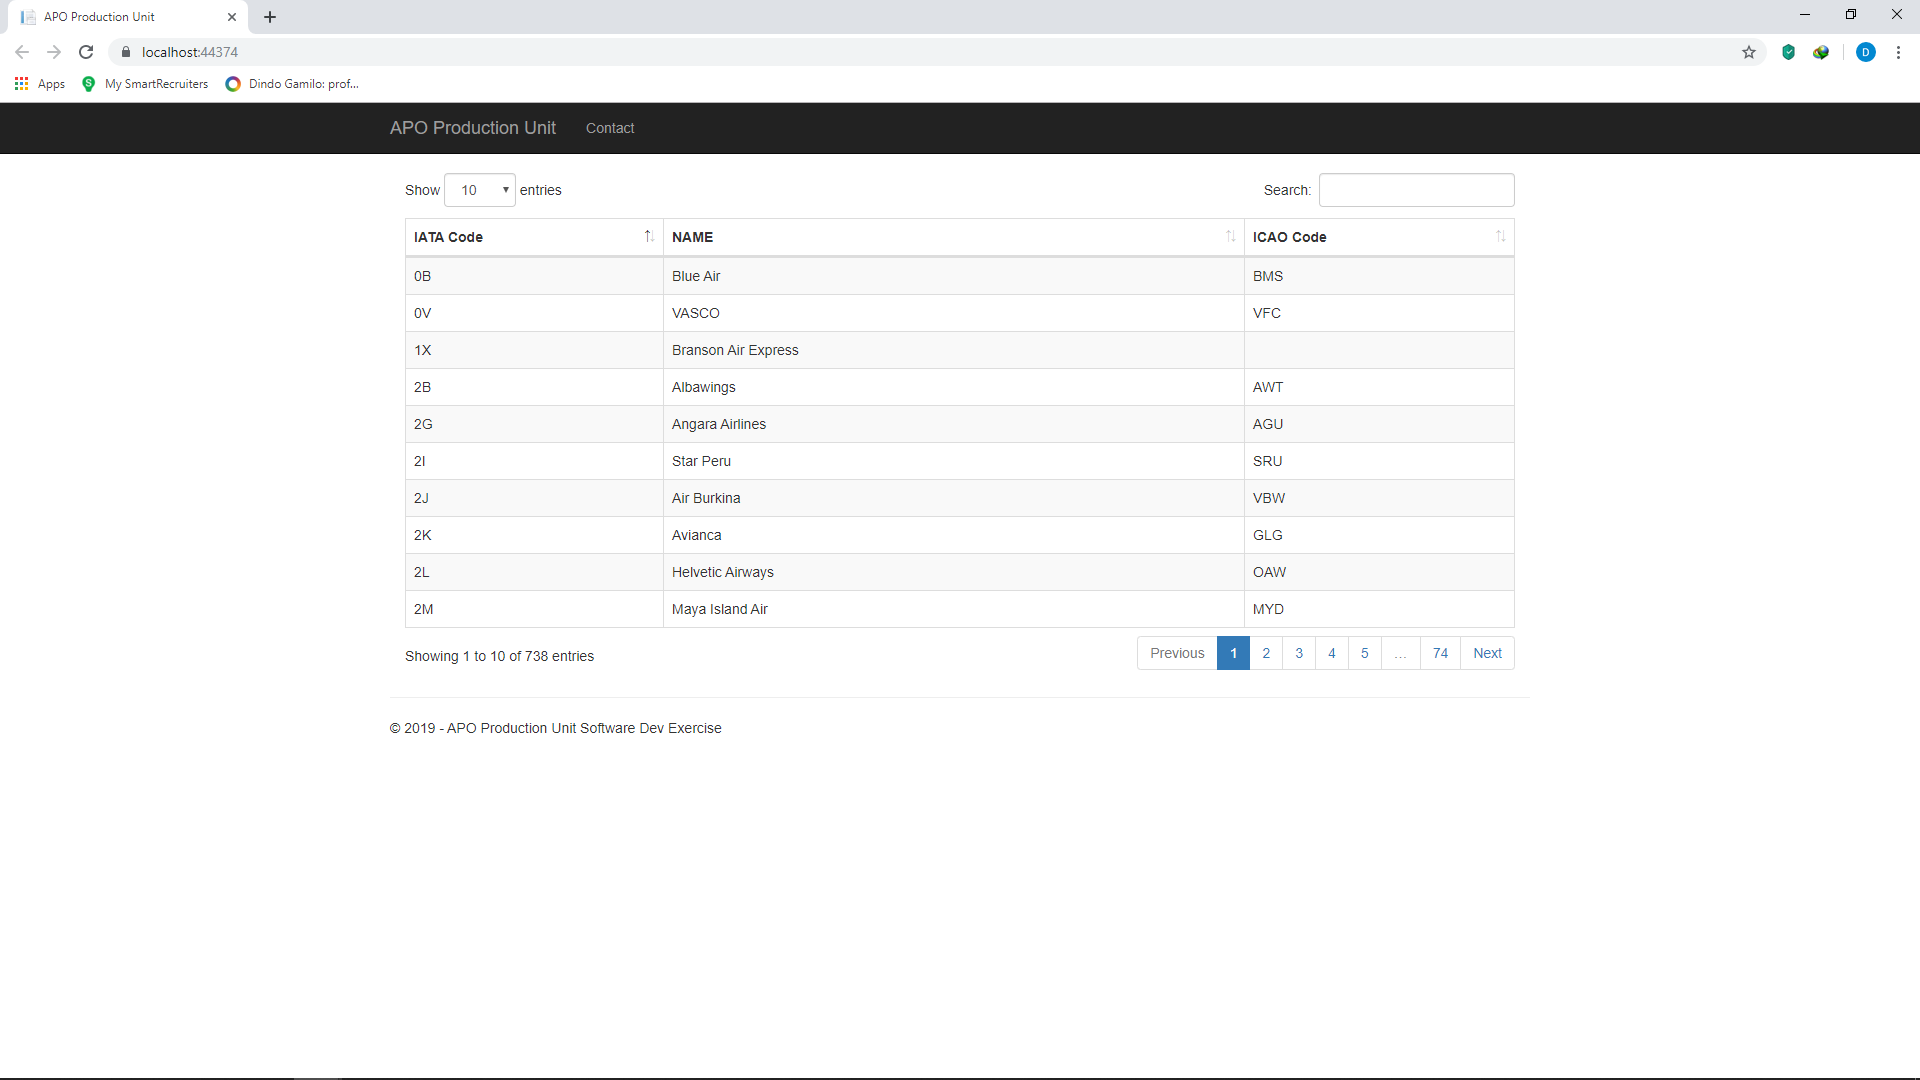 APO Production Unit
localhost:44374
D
Apps My SmartRecruiters Dindo Gamilo: prof...
APO Production Unit Contact
Show 10 entries Search:
IATA Code NAME ICAO Code
0B Blue Air BMS
0V VASCO VFC
1X Branson Air Express
2B Albawings AWT
2G Angara Airlines AGU
2I Star Peru SRU
2J Air Burkina VBW
2K Avianca GLG
2L Helvetic Airways OAW
2M Maya Island Air MYD
Showing 1 to 10 of 738 entries Previous 1 2 3 4 5 … 74 Next
© 2019 - APO Production Unit Software Dev Exercise